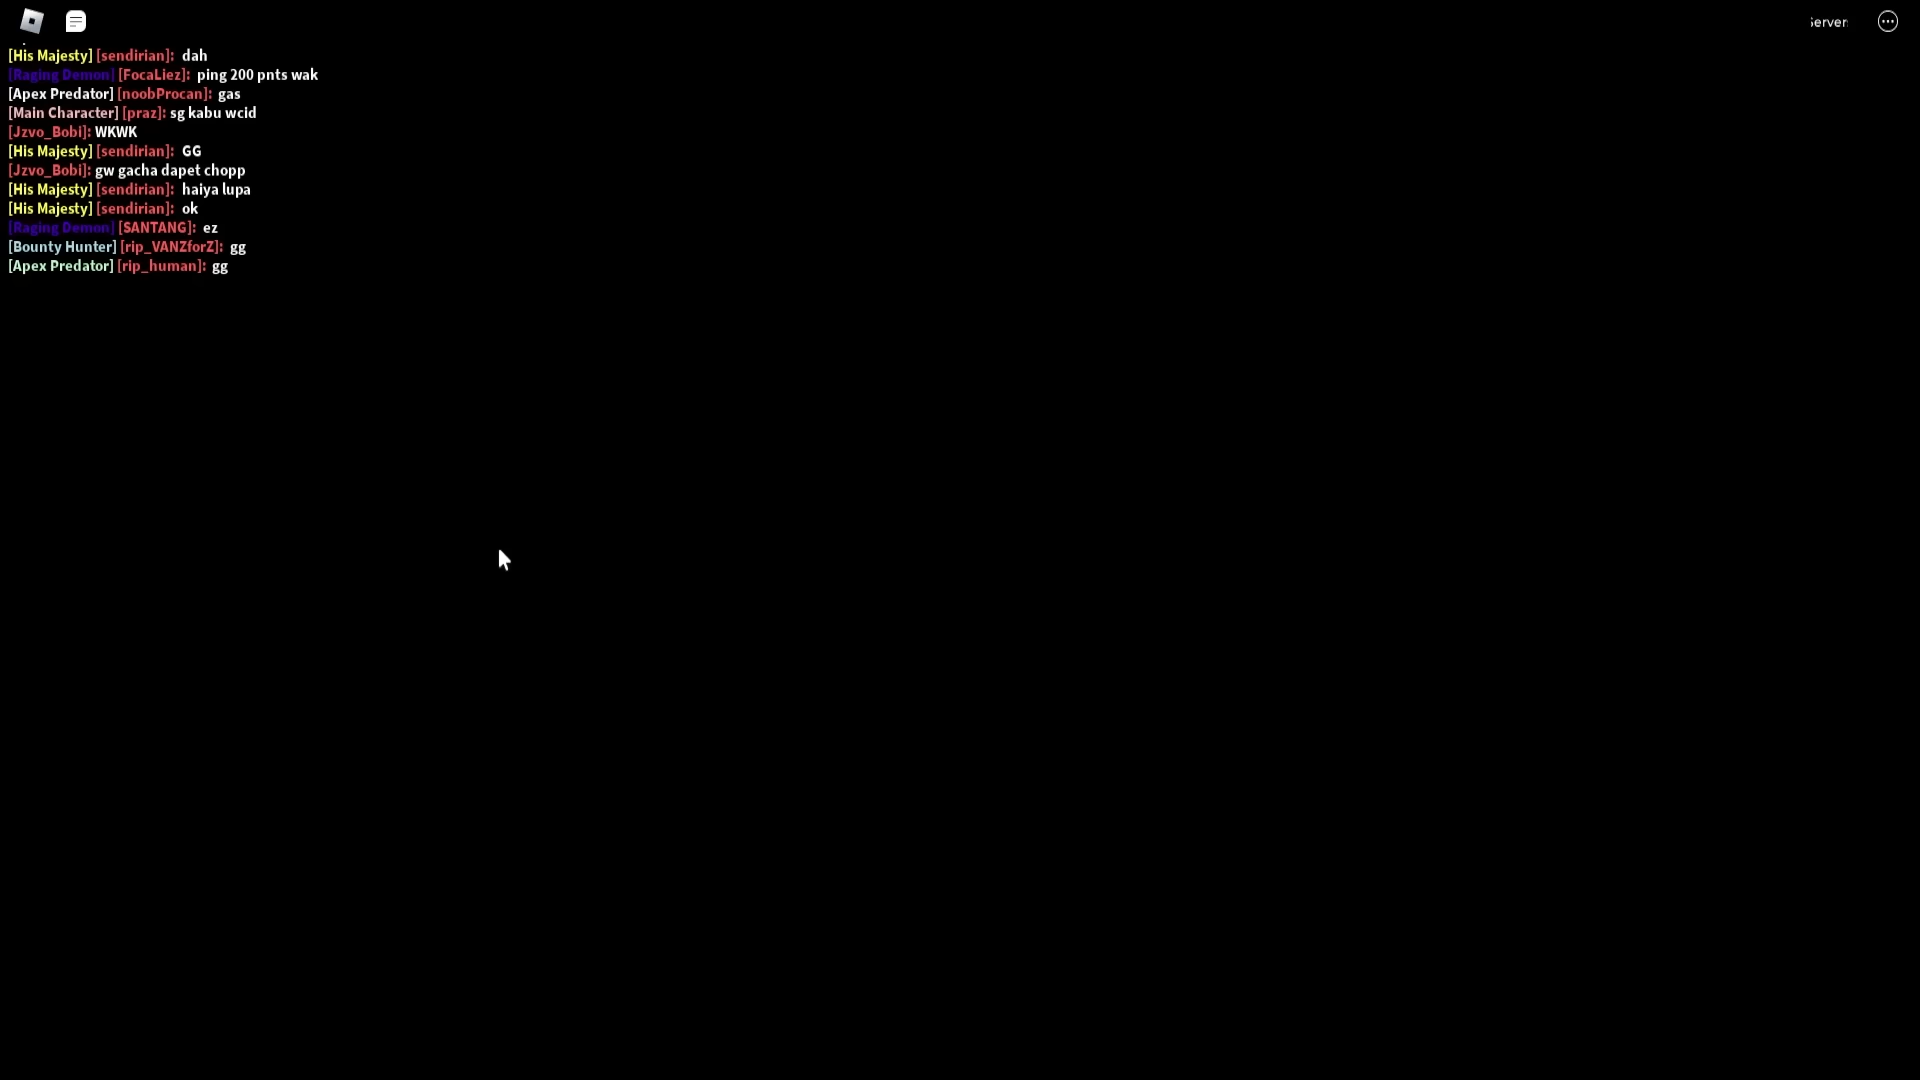 Server
[His Majesty] [sendirian]: dah
[Raging Demon] [FocaLiez]: ping 200 pnts wak
[Apex Predator] [noobProcan]: gas
[Main Character] [praz]: sg kabu wcid
[Jzvo_Bobi]: WKWK
[His Majesty] [sendirian]: GG
[Jzvo_Bobi]: gw gacha dapet chopp
[His Majesty] [sendirian]: haiya lupa
[His Majesty] [sendirian]: ok
[Raging Demon] [SANTANG]: ez
[Bounty Hunter] [rip_VANZforZ]: gg
[Apex Predator] [rip_human]: gg